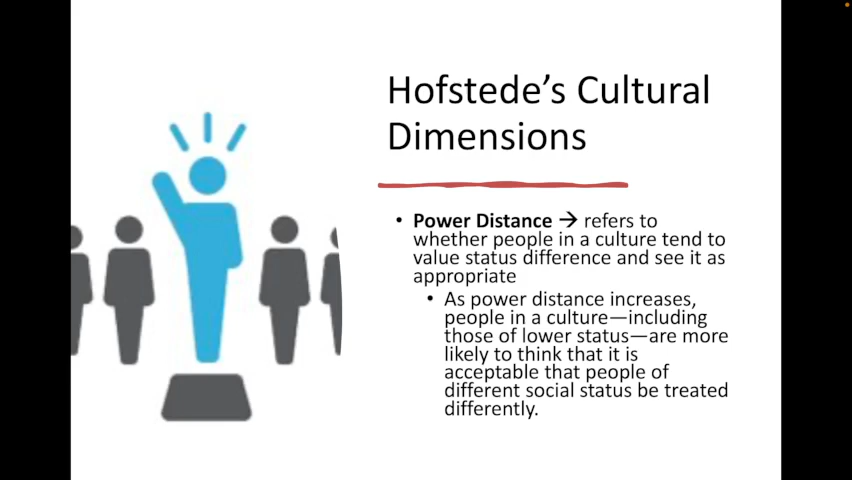 Hofstede’s Cultural
Dimensions
• Power Distance → refers to
whether people in a culture tend to
value status difference and see it as
appropriate
• As power distance increases,
people in a culture—including
those of lower status—are more
likely to think that it is
acceptable that people of
different social status be treated
differently.